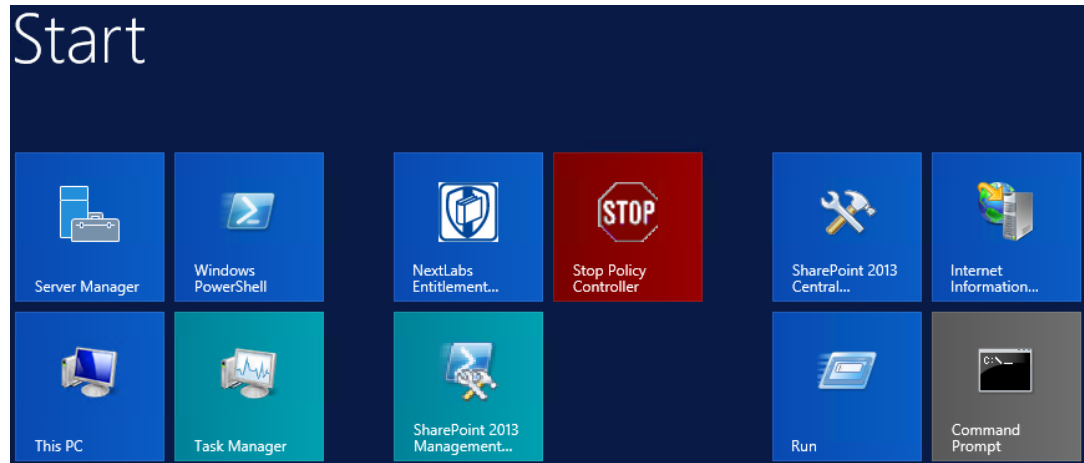 Start
Server Manager
Windows
PowerShell
NextLabs
Entitlement...
STOP
Stop Policy
Controller
SharePoint 2013
Central...
Internet
Information...
This PC
Task Manager
SharePoint 2013
Management...
Run
C:\_
Command
Prompt